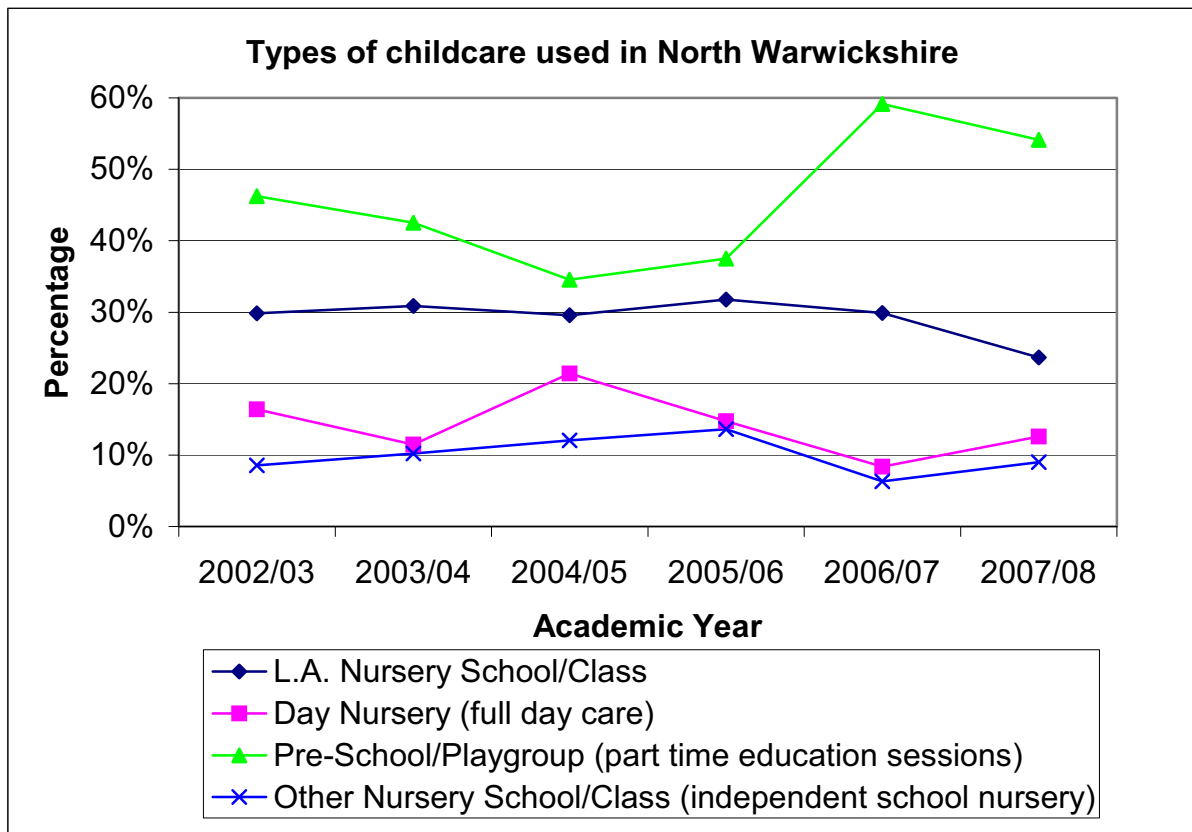 Types of childcare used in North Warwickshire
60%
50%
40%
30%
20%
10%
0%
Percentage
2002/03 2003/04 2004/05 2005/06 2006/07 2007/08
Academic Year
L.A. Nursery School/Class
Day Nursery (full day care)
Pre-School/Playgroup (part time education sessions)
Other Nursery School/Class (independent school nursery)